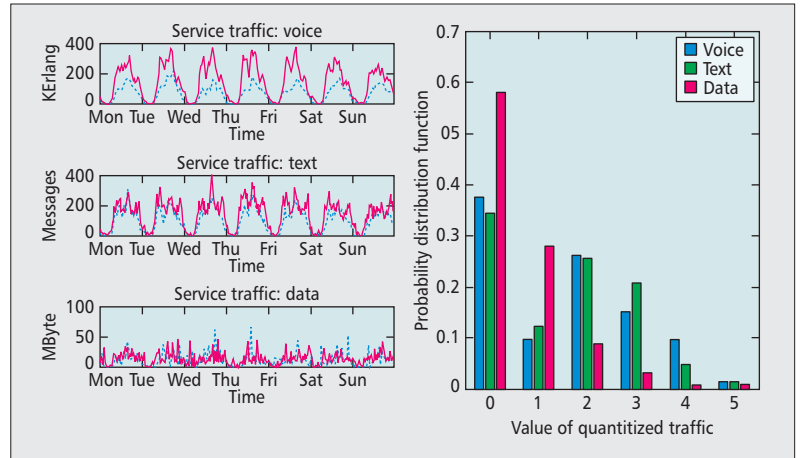 Service traffic: voice
KErlang
400
200
0
Mon Tue Wed Thu Fri Sat Sun
Time
Service traffic: text
Messages
400
200
0
Mon Tue Wed Thu Fri Sat Sun
Time
Service traffic: data
MByte
100
50
0
Mon Tue Wed Thu Fri Sat Sun
Time
Probability distribution function
0.7
0.6
05
0.4
0.3
0.2
0.1
0
Voice
Text
Data
0 1 2 3 4 5
Value of quantitized traffic